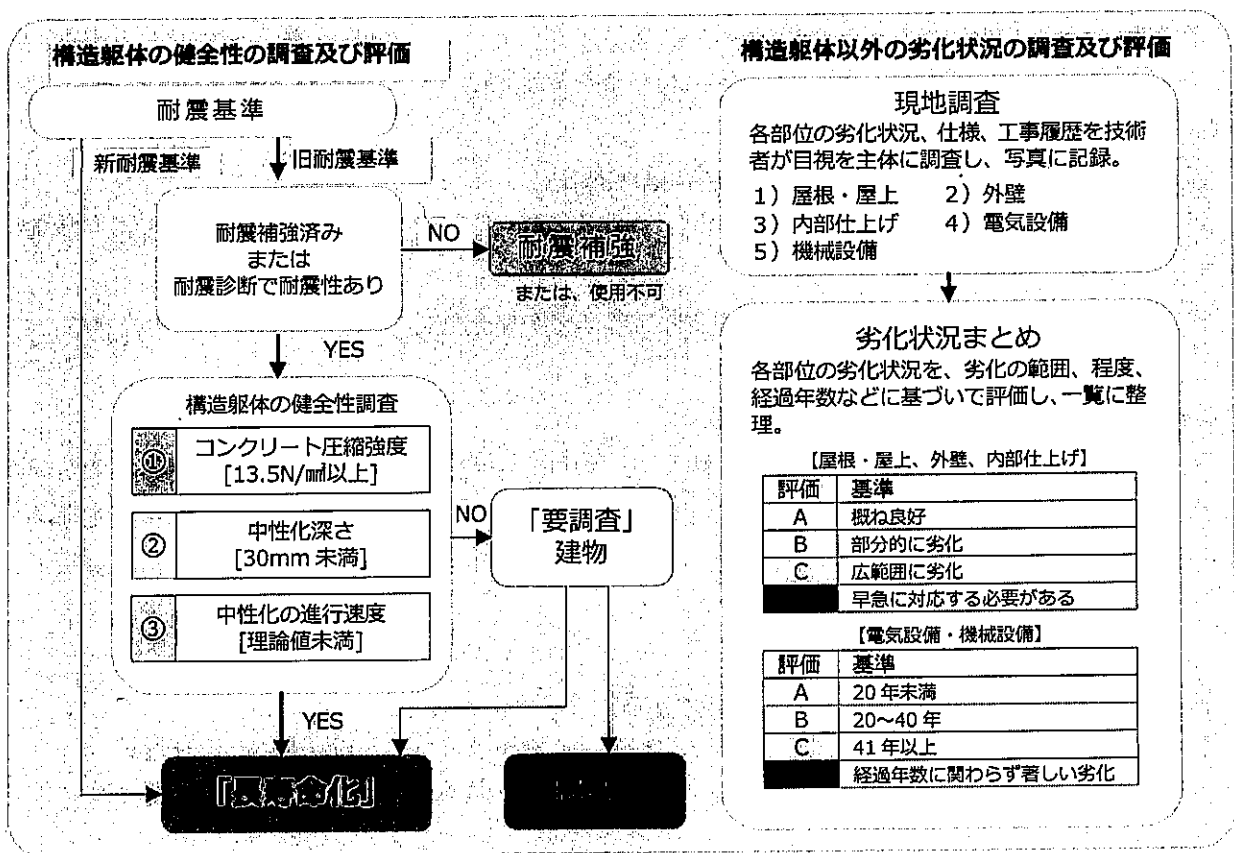 構造躯体の健全性の調査及び評価
耐震基準
新耐震基準
旧耐震基準
耐震補強済み
または
耐震診断で耐震性あり
NO
耐震補強
または、使用不可
YES
構造躯体の健全性調査
① コンクリート圧縮強度
[13.5N/㎟以上]
② 中性化深さ
[30mm 未満]
③ 中性化の進行速度
[理論値未満]
NO
「要調査」
建物
YES
「長寿命化」
構造躯体以外の劣化状況の調査及び評価
現地調査
各部位の劣化状況、仕様、工事履歴を技術
者が目視を主体に調査し、写真に記録。
1）屋根・屋上 2）外壁
3）内部仕上げ 4）電気設備
5）機械設備
劣化状況まとめ
各部位の劣化状況を、劣化の範囲、程度、
経過年数などに基づいて評価し、一覧に整
理。
【屋根・屋上、外壁、内部仕上げ】
評価 基準
A 概ね良好
B 部分的に劣化
C 広範囲に劣化
早急に対応する必要がある
【電気設備・機械設備】
評価 基準
A 20 年未満
B 20～40 年
C 41 年以上
経過年数に関わらず著しい劣化